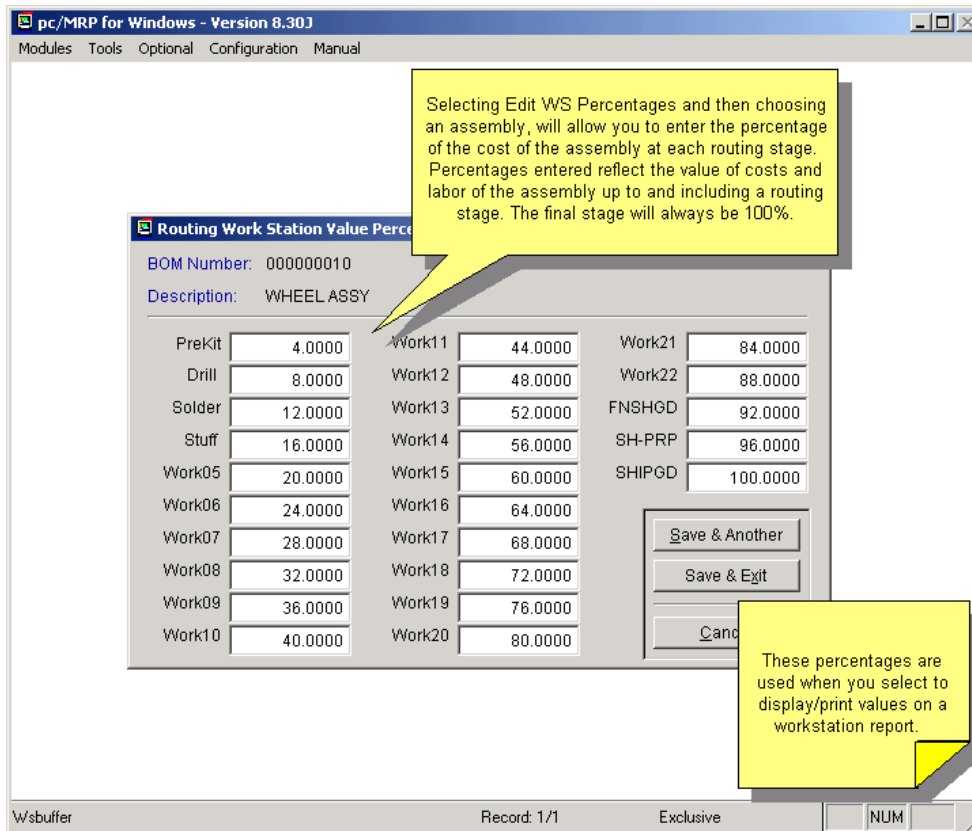 pc/MRP for Windows - Version 8.30J
Modules Tools Optional Configuration Manual
Selecting Edit WS Percentages and then choosing
an assembly, will allow you to enter the percentage
of the cost of the assembly at each routing stage.
Percentages entered reflect the value of costs and
labor of the assembly up to and including a routing
stage. The final stage will always be 100%.
Routing Work Station Value
BOM Number: 000000010
Description: WHEEL ASSY
PreKit 4.0000 Work11 44.0000 Work21 84.0000
Drill 8.0000 Work12 48.0000 Work22 88.0000
Solder 12.0000 Work13 52.0000 FNSHGD 92.0000
Stuff 16.0000 Work14 56.0000 SH-PRP 96.0000
Work05 20.0000 Work15 60.0000 SHIPGD 100.0000
Work06 24.0000 Work16 64.0000
Work07 28.0000 Work17 68.0000
Work08 32.0000 Work18 72.0000
Work09 36.0000 Work19 76.0000
Work10 40.0000 Work20 80.0000
Save & Another
Save & Exit
These percentages are
used when you select to
display/print values on a
workstation report.
Wsbuffer Record: 1/1 Exclusive NUM